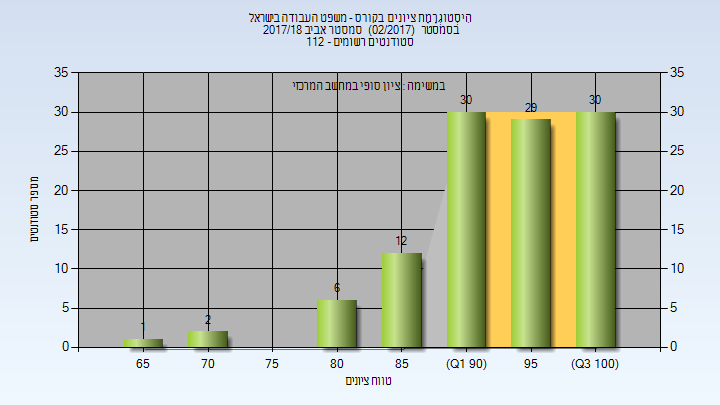 היסטוגרמת ציונים בקורס - משפט העבודה בישראל
בסמסטר (02/2017) סמסטר אביב 2017/18
סטודנטים רשומים - 112
במשימה : ציון סופי במחשב המרכזי
35 35
30 30
25 25
20 20
15 15
10 10
5 5
0 0
מספר סטודנטים
1 2 6 12 30 29 30
65 70 75 80 85 (Q1 90) 95 (Q3 100)
טווח ציונים